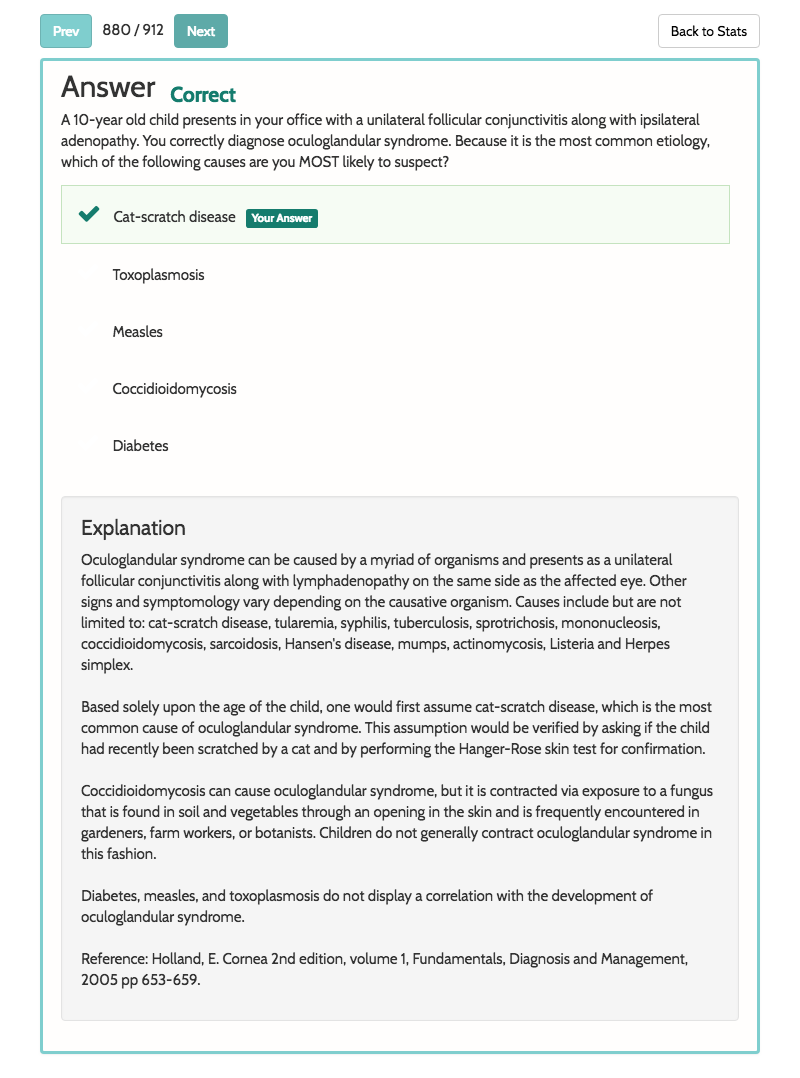 Prev 880 / 912 Next Back to Stats
Answer Correct
A 10-year old child presents in your office with a unilateral follicular conjunctivitis along with ipsilateral
adenopathy. You correctly diagnose oculoglandular syndrome. Because it is the most common etiology,
which of the following causes are you MOST likely to suspect?
Cat-scratch disease Your Answer
Toxoplasmosis
Measles
Coccidioidomycosis
Diabetes
Explanation
Oculoglandular syndrome can be caused by a myriad of organisms and presents as a unilateral
follicular conjunctivitis along with lymphadenopathy on the same side as the affected eye. Other
signs and symptomology vary depending on the causative organism. Causes include but are not
limited to: cat-scratch disease, tularemia, syphilis, tuberculosis, sprotrichosis, mononucleosis,
coccidioidomycosis, sarcoidosis, Hansen's disease, mumps, actinomycosis, Listeria and Herpes
simplex.
Based solely upon the age of the child, one would first assume cat-scratch disease, which is the most
common cause of oculoglandular syndrome. This assumption would be verified by asking if the child
had recently been scratched by a cat and by performing the Hanger-Rose skin test for confirmation.
Coccidioidomycosis can cause oculoglandular syndrome, but it is contracted via exposure to a fungus
that is found in soil and vegetables through an opening in the skin and is frequently encountered in
gardeners, farm workers, or botanists. Children do not generally contract oculoglandular syndrome in
this fashion.
Diabetes, measles, and toxoplasmosis do not display a correlation with the development of
oculoglandular syndrome.
Reference: Holland, E. Cornea 2nd edition, volume 1, Fundamentals, Diagnosis and Management,
2005 pp 653-659.